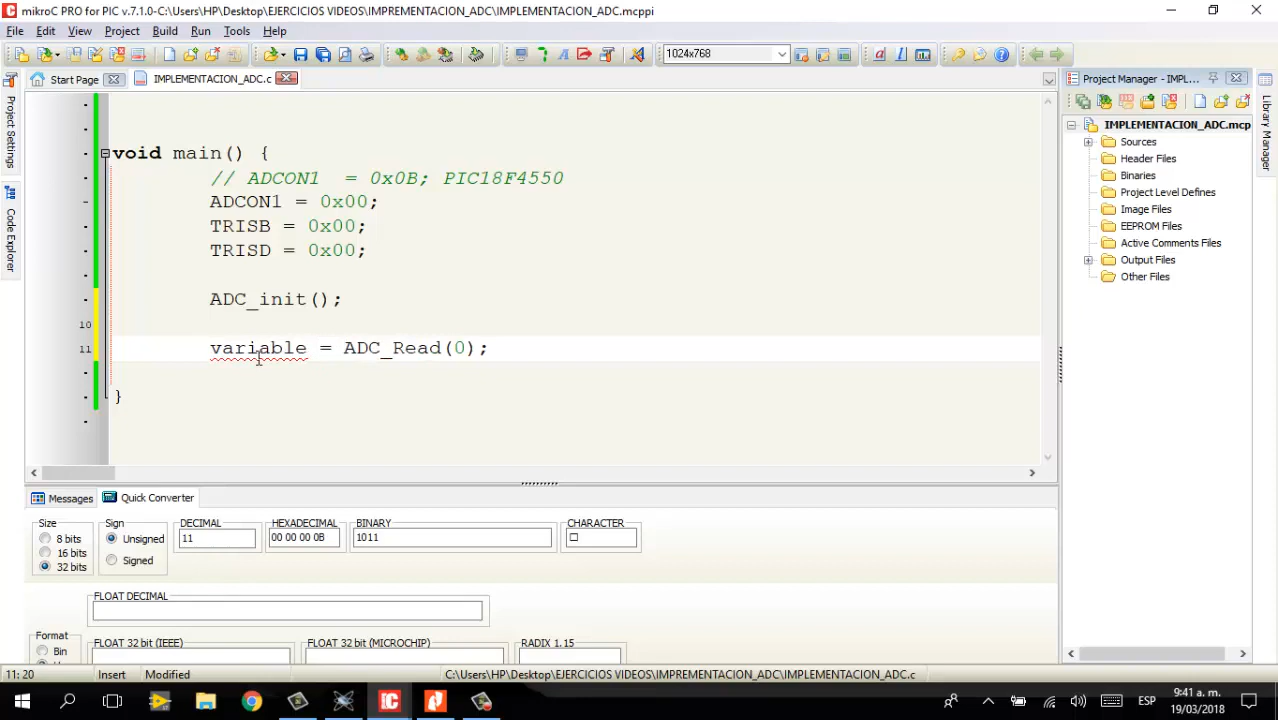 mikroC PRO for PIC v.7.1.0-C:\Users\HP\Desktop\EJERCICIOS VIDEOS\IMPREMENTACION_ADC\IMPLEMENTACION_ADC.mcppi
File Edit View Project Build Run Tools Help
1024x768
Start Page
IMPLEMENTACION_ADC.c
Project Manager - IMPL...
Project Settings
Code Explorer
Library Manager
void main() {
// ADCON1 = 0x0B; PIC18F4550
ADCON1 = 0x00;
TRISB = 0x00;
TRISD = 0x00;
ADC_init();
10
11 variable = ADC_Read(0);
}
IMPLEMENTACION_ADC.mcp
Sources
Header Files
Binaries
Project Level Defines
Image Files
EEPROM Files
Active Comments Files
Output Files
Other Files
Messages Quick Converter
Size
8 bits
16 bits
32 bits
Sign
Unsigned
Signed
DECIMAL
11
HEXADECIMAL
00 00 00 0B
BINARY
1011
CHARACTER
FLOAT DECIMAL
Format
Bin
FLOAT 32 bit (IEEE)
FLOAT 32 bit (MICROCHIP)
RADIX 1.15
11: 20 Insert Modified C:\Users\HP\Desktop\EJERCICIOS VIDEOS\IMPREMENTACION_ADC\IMPLEMENTACION_ADC.c
ESP
9:41 a. m.
19/03/2018